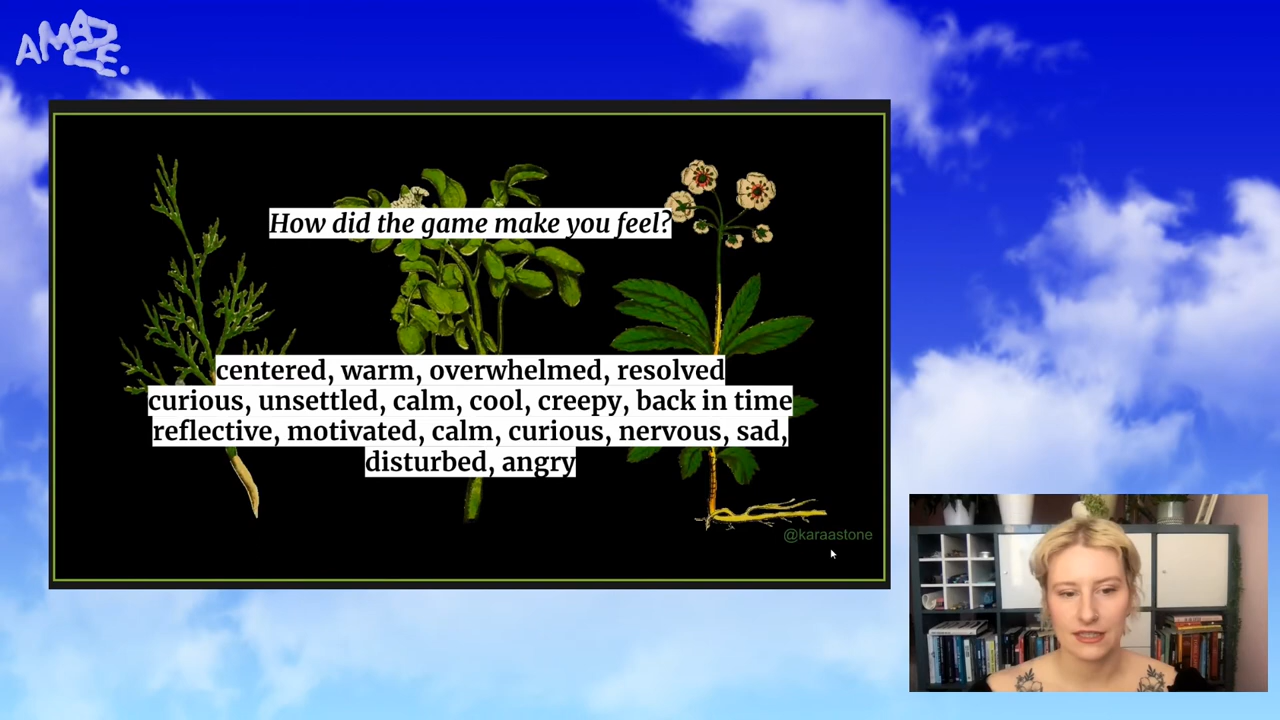 AMAZE.
How did the game make you feel?
centered, warm, overwhelmed, resolved
curious, unsettled, calm, cool, creepy, back in time
reflective, motivated, calm, curious, nervous, sad,
disturbed, angry
@karaastone